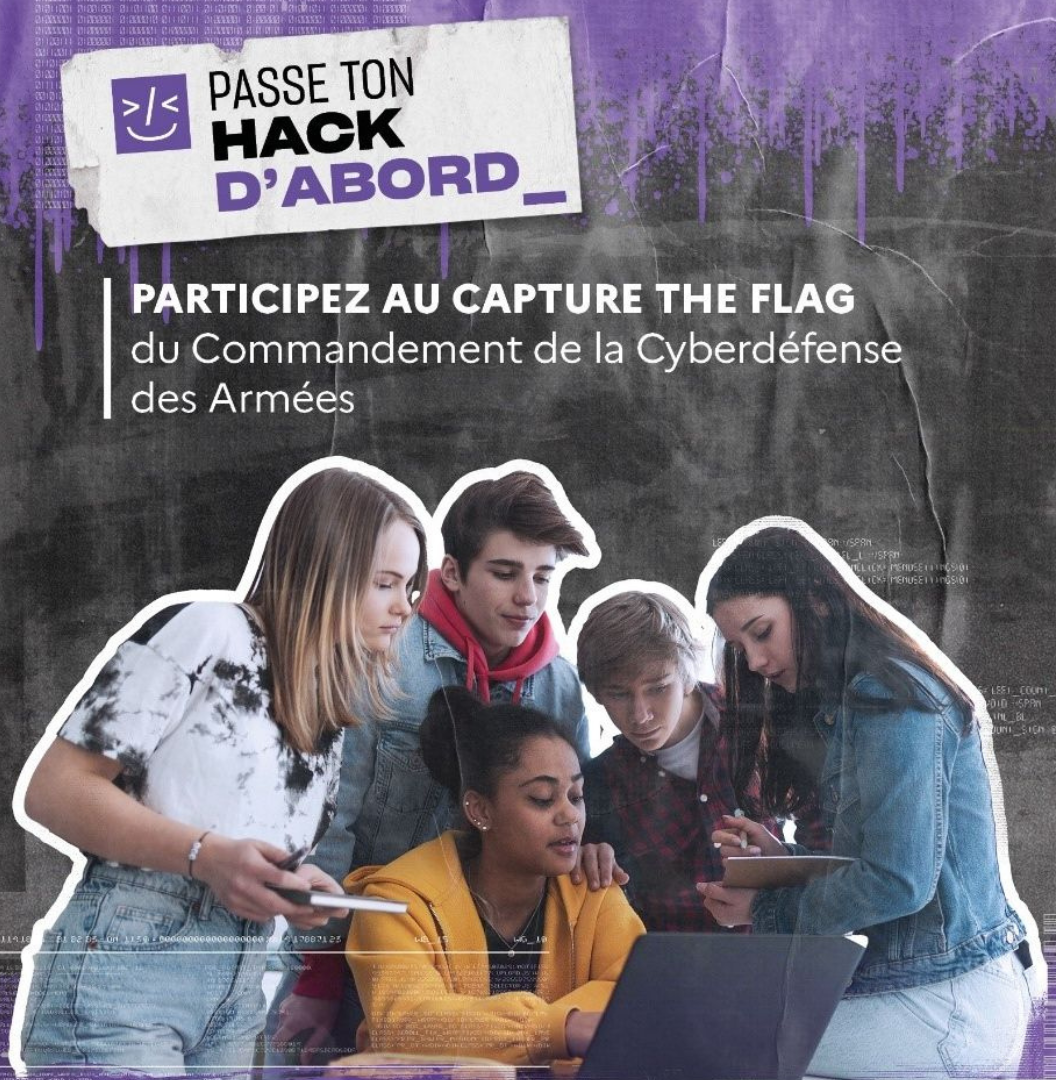 PASSE TON
HACK
D'ABORD_
PARTICIPEZ AU CAPTURE THE FLAG
du Commandement de la Cyberdéfense
des Armées